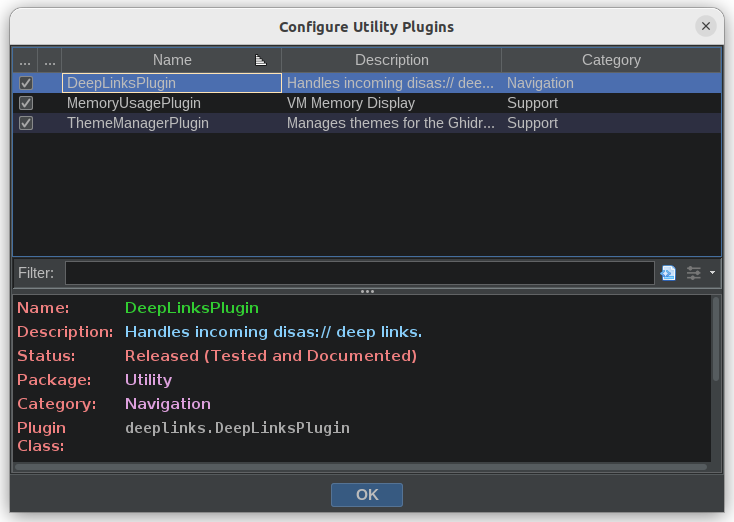 Configure Utility Plugins
... ... Name Description Category
DeepLinksPlugin Handles incoming disas:// dee... Navigation
MemoryUsagePlugin VM Memory Display Support
ThemeManagerPlugin Manages themes for the Ghidr... Support
Filter:
Name: DeepLinksPlugin
Description: Handles incoming disas:// deep links.
Status: Released (Tested and Documented)
Package: Utility
Category: Navigation
Plugin deeplinks.DeepLinksPlugin
Class:
OK